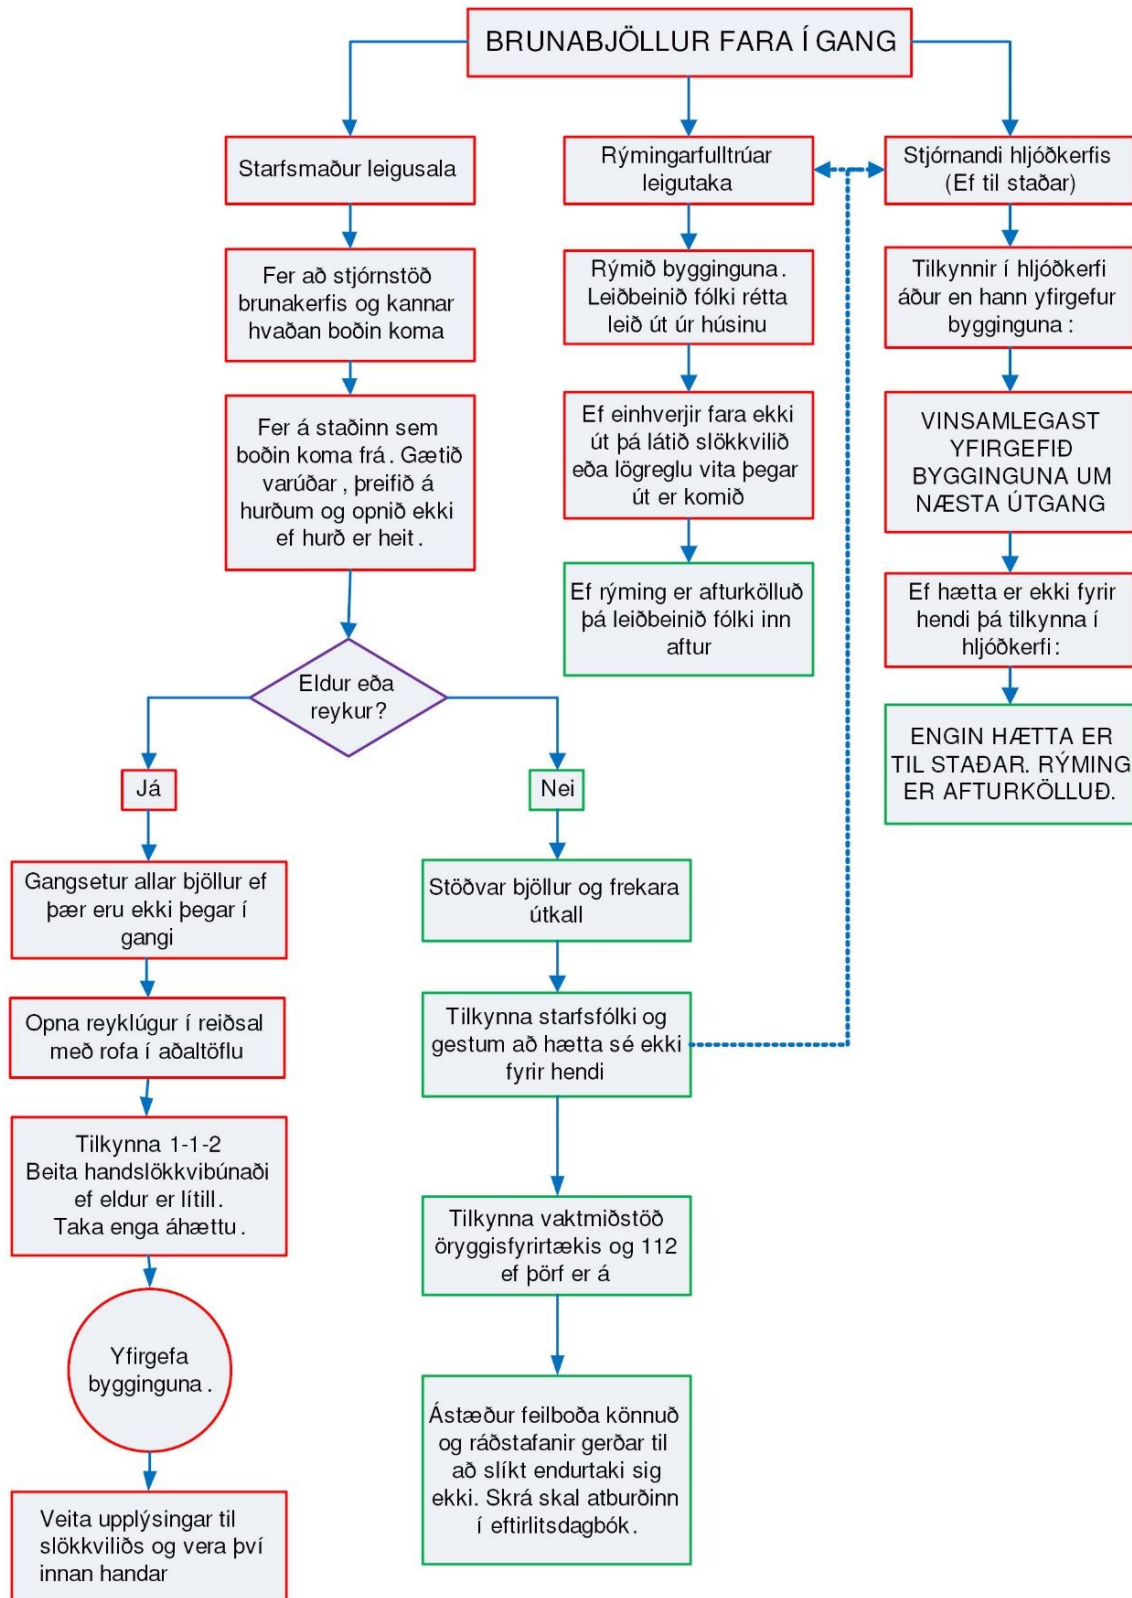 BRUNABJÖLLUR FARA Í GANG
Starfsmaður leigusala
Fer að stjórnstöð
brunakerfis og kannar
hvaðan boðin koma
Fer á staðinn sem
boðin koma frá. Gætið
varúðar, þreifið á
hurðum og opnið ekki
ef hurð er heit.
Eldur eða
reykur?
Já
Gangsetur allar bjöllur ef
þær eru ekki þegar í
gangi
Opna reyklúgur í reiðsal
með rofa í aðaltöflu
Tilkynna 1-1-2
Beita handslökkvibúnaði
ef eldur er lítill.
Taka enga áhættu.
Yfirgefa
bygginguna.
Veita upplýsingar til
slökkviliðs og vera því
innan handar
Nei
Stöðvar bjöllur og frekara
útkall
Tilkynna starfsfólki og
gestum að hætta sé ekki
fyrir hendi
Tilkynna vaktmiðstöð
öryggisfyrirtækis og 112
ef þörf er á
Ástæður feilboða könnuð
og ráðstafanir gerðar til
að slíkt endurtaki sig
ekki. Skrá skal atburðinn
í eftirlitsdagbók.
Rýmingarfulltrúar
leigutaka
Rýmið bygginguna.
Leiðbeinið fólki rétta
leið út úr húsinu
Ef einhverjir fara ekki
út þá látið slökkvilið
eða lögreglu vita þegar
út er komið
Ef rýming er afturkölluð
þá leiðbeinið fólki inn
aftur
Stjórnandi hljóðkerfis
(Ef til staðar)
Tilkynnir í hljóðkerfi
áður en hann yfirgefur
bygginguna:
VINSAMLEGAST
YFIRGEFIÐ
BYGGINGUNA UM
NÆSTA ÚTGANG
Ef hætta er ekki fyrir
hendi þá tilkynna í
hljóðkerfi:
ENGIN HÆTTA ER
TIL STAÐAR. RÝMING
ER AFTURKÖLLUÐ.